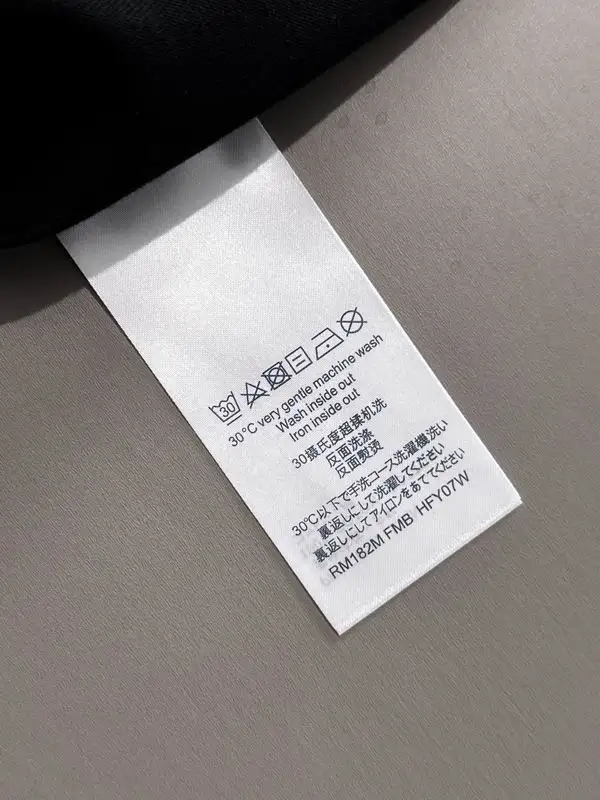 30
30°C very gentle machine wash
Wash inside out
Iron inside out
30摄氏度超揉机洗
反面洗涤
反面熨烫
30℃以下で手洗コース洗濯機洗い
裏返しにして洗濯してください
裏返しにしてアイロンをあててください
RM182M FMB HFY07W